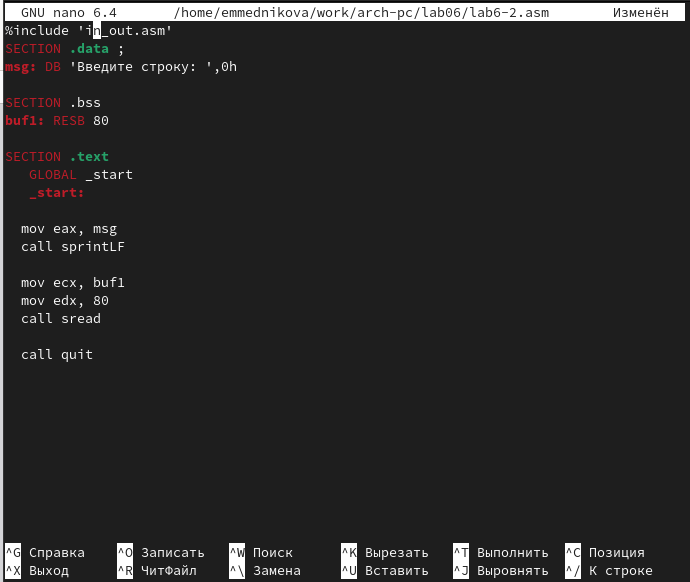 GNU nano 6.4 /home/emmednikova/work/arch-pc/lab06/lab6-2.asm Изменён
%include 'in_out.asm'
SECTION .data ;
msg: DB 'Введите строку: ',0h
SECTION .bss
buf1: RESB 80
SECTION .text
GLOBAL _start
_start:
mov eax, msg
call sprintLF
mov ecx, buf1
mov edx, 80
call sread
call quit
^G Справка ^O Записать ^W Поиск ^K Вырезать ^T Выполнить ^C Позиция
^X Выход ^R ЧитФайл ^\ Замена ^U Вставить ^J Выровнять ^/ К строке